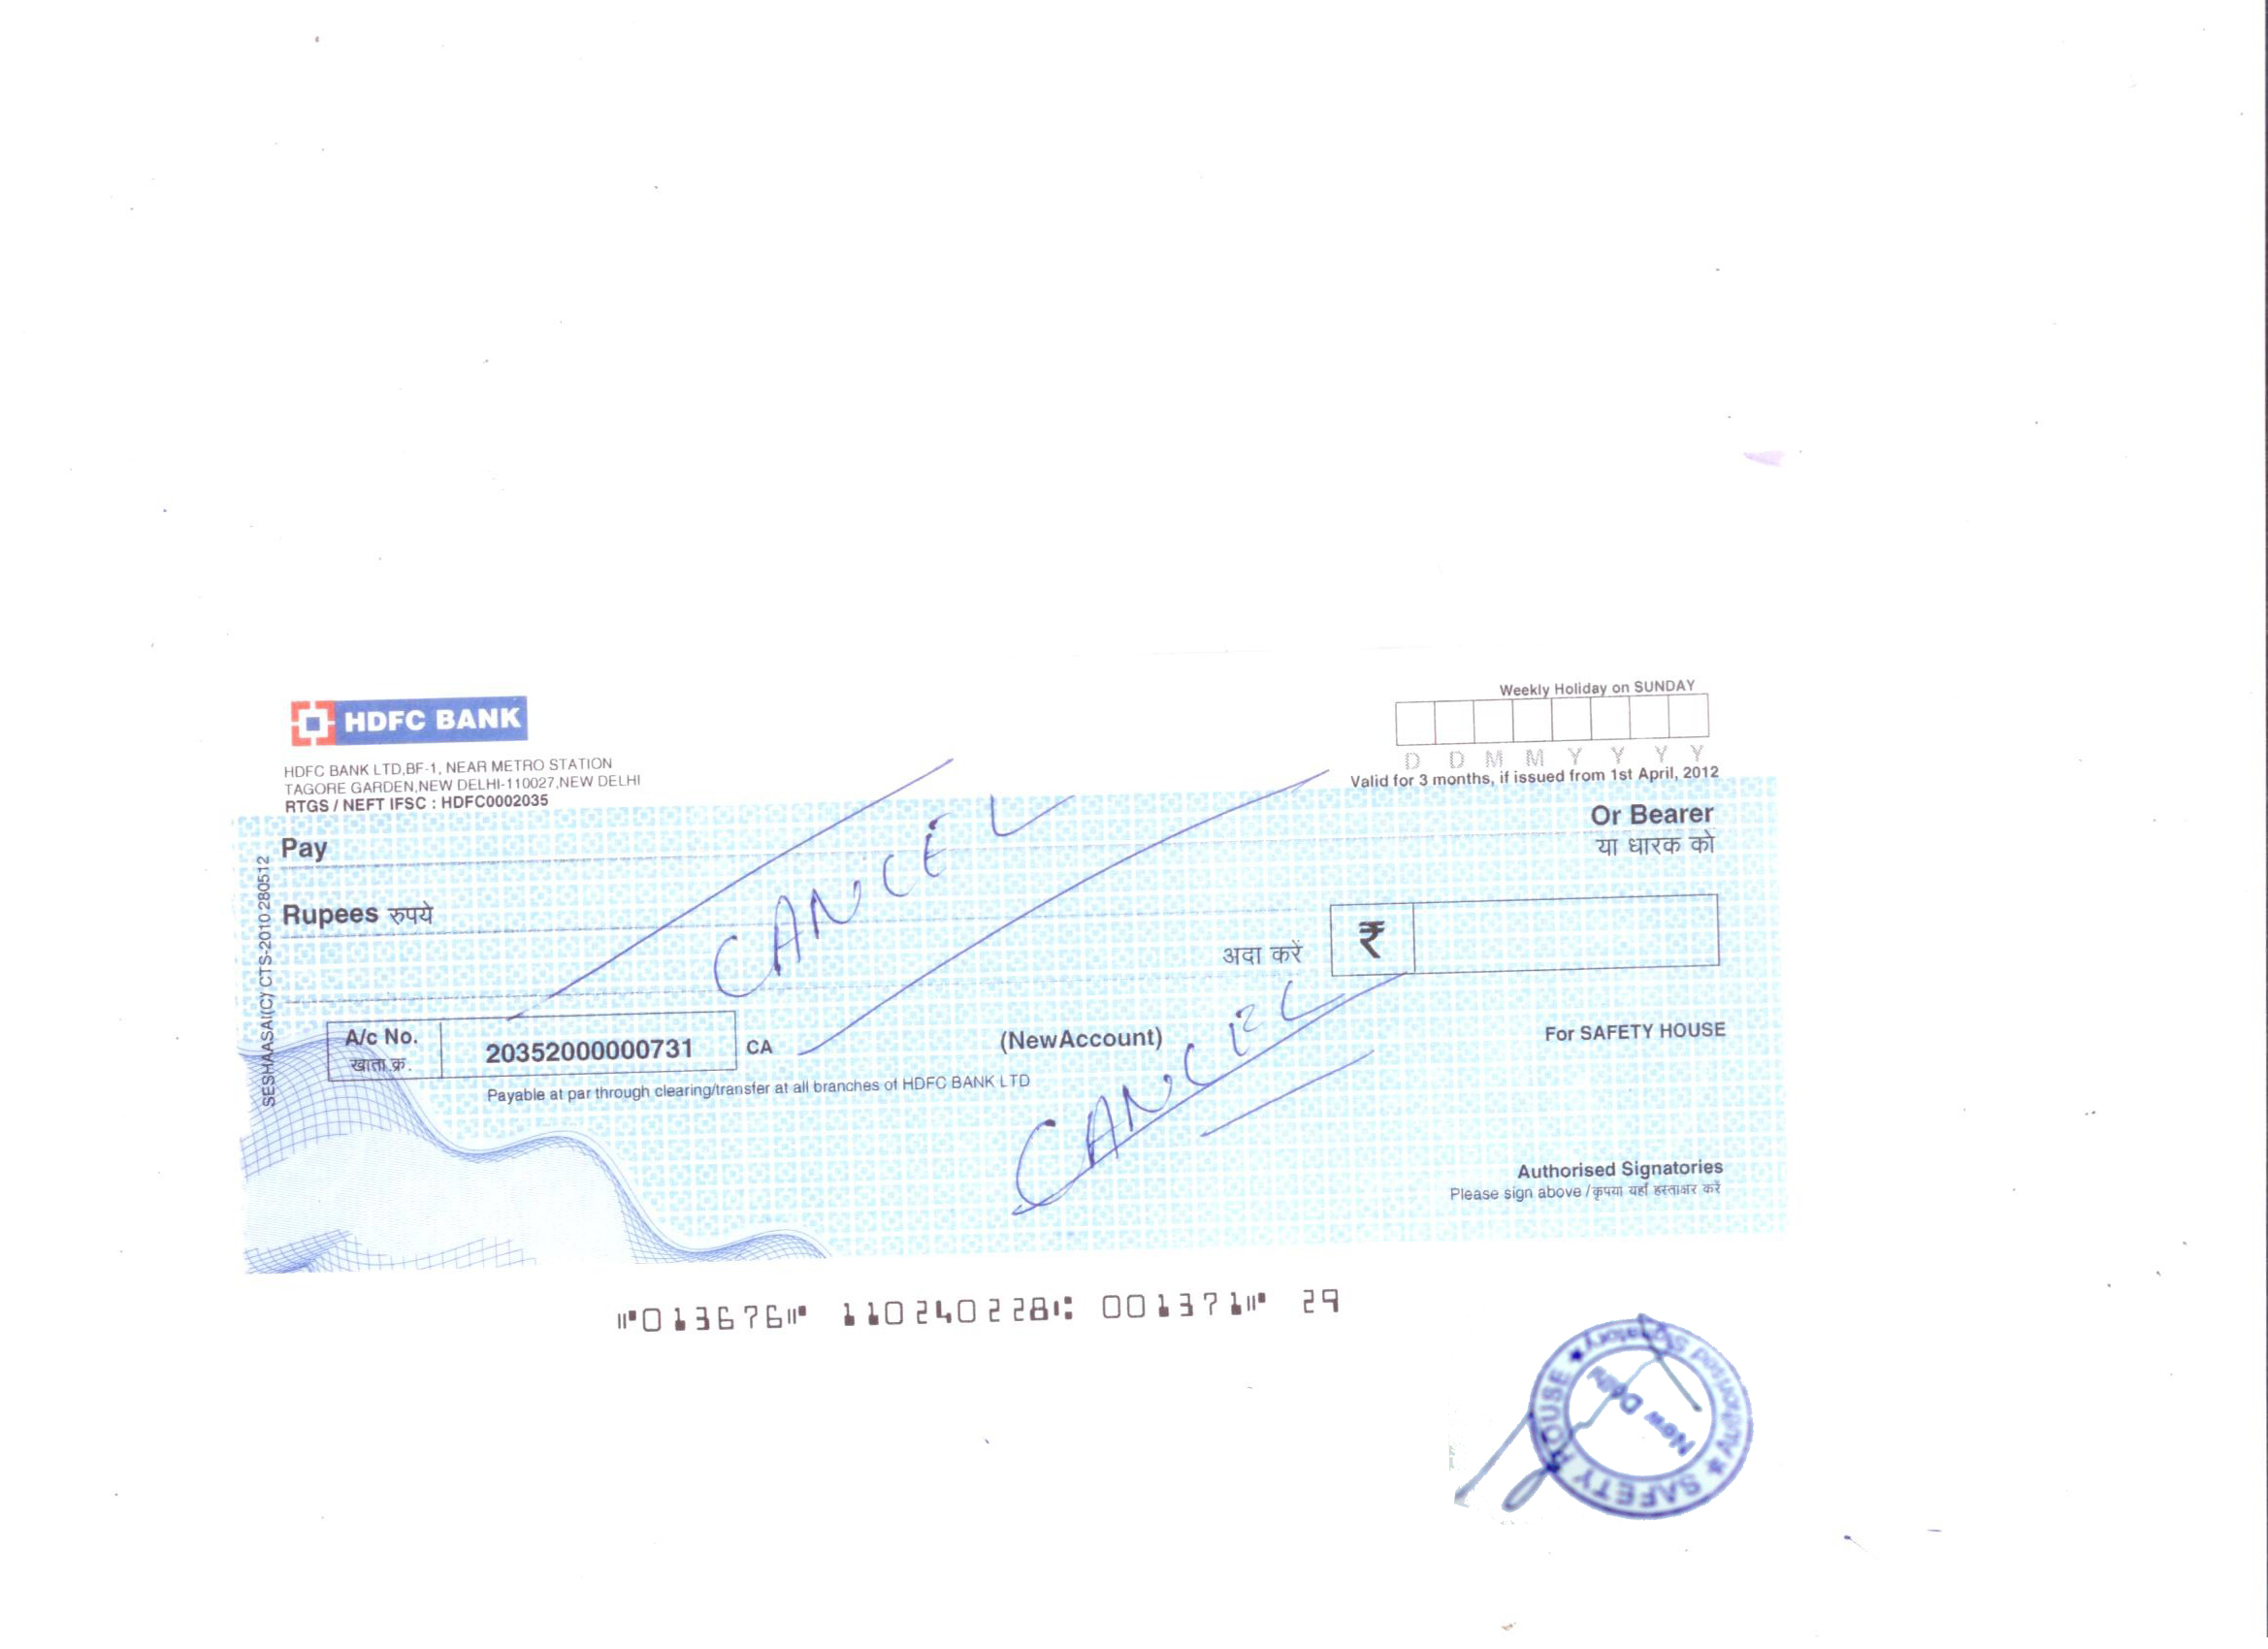 HDFC BANK
Weekly Holiday on SUNDAY
D D M M Y Y Y Y
Valid for 3 months, if issued from 1st April, 2012
HDFC BANK LTD,BF-1, NEAR METRO STATION
TAGORE GARDEN,NEW DELHI-110027,NEW DELHI
RTGS / NEFT IFSC : HDFC0002035
Pay
Or Bearer
या धारक को
CANCEL
Rupees रुपये
अदा करें
₹
A/c No.
खाता क्र.
20352000000731
CA
(NewAccount)
For SAFETY HOUSE
Payable at par through clearing/transfer at all branches of HDFC BANK LTD
CANCEL
Authorised Signatories
Please sign above / कृपया यहाँ हस्ताक्षर करें
SESHAASAI(C) CTS-2010 280512
⑈013676⑈ 110240228⑆ 001371⑈ 29
SAFETY HOUSE
★ Authorised Signatory ★
New Delhi